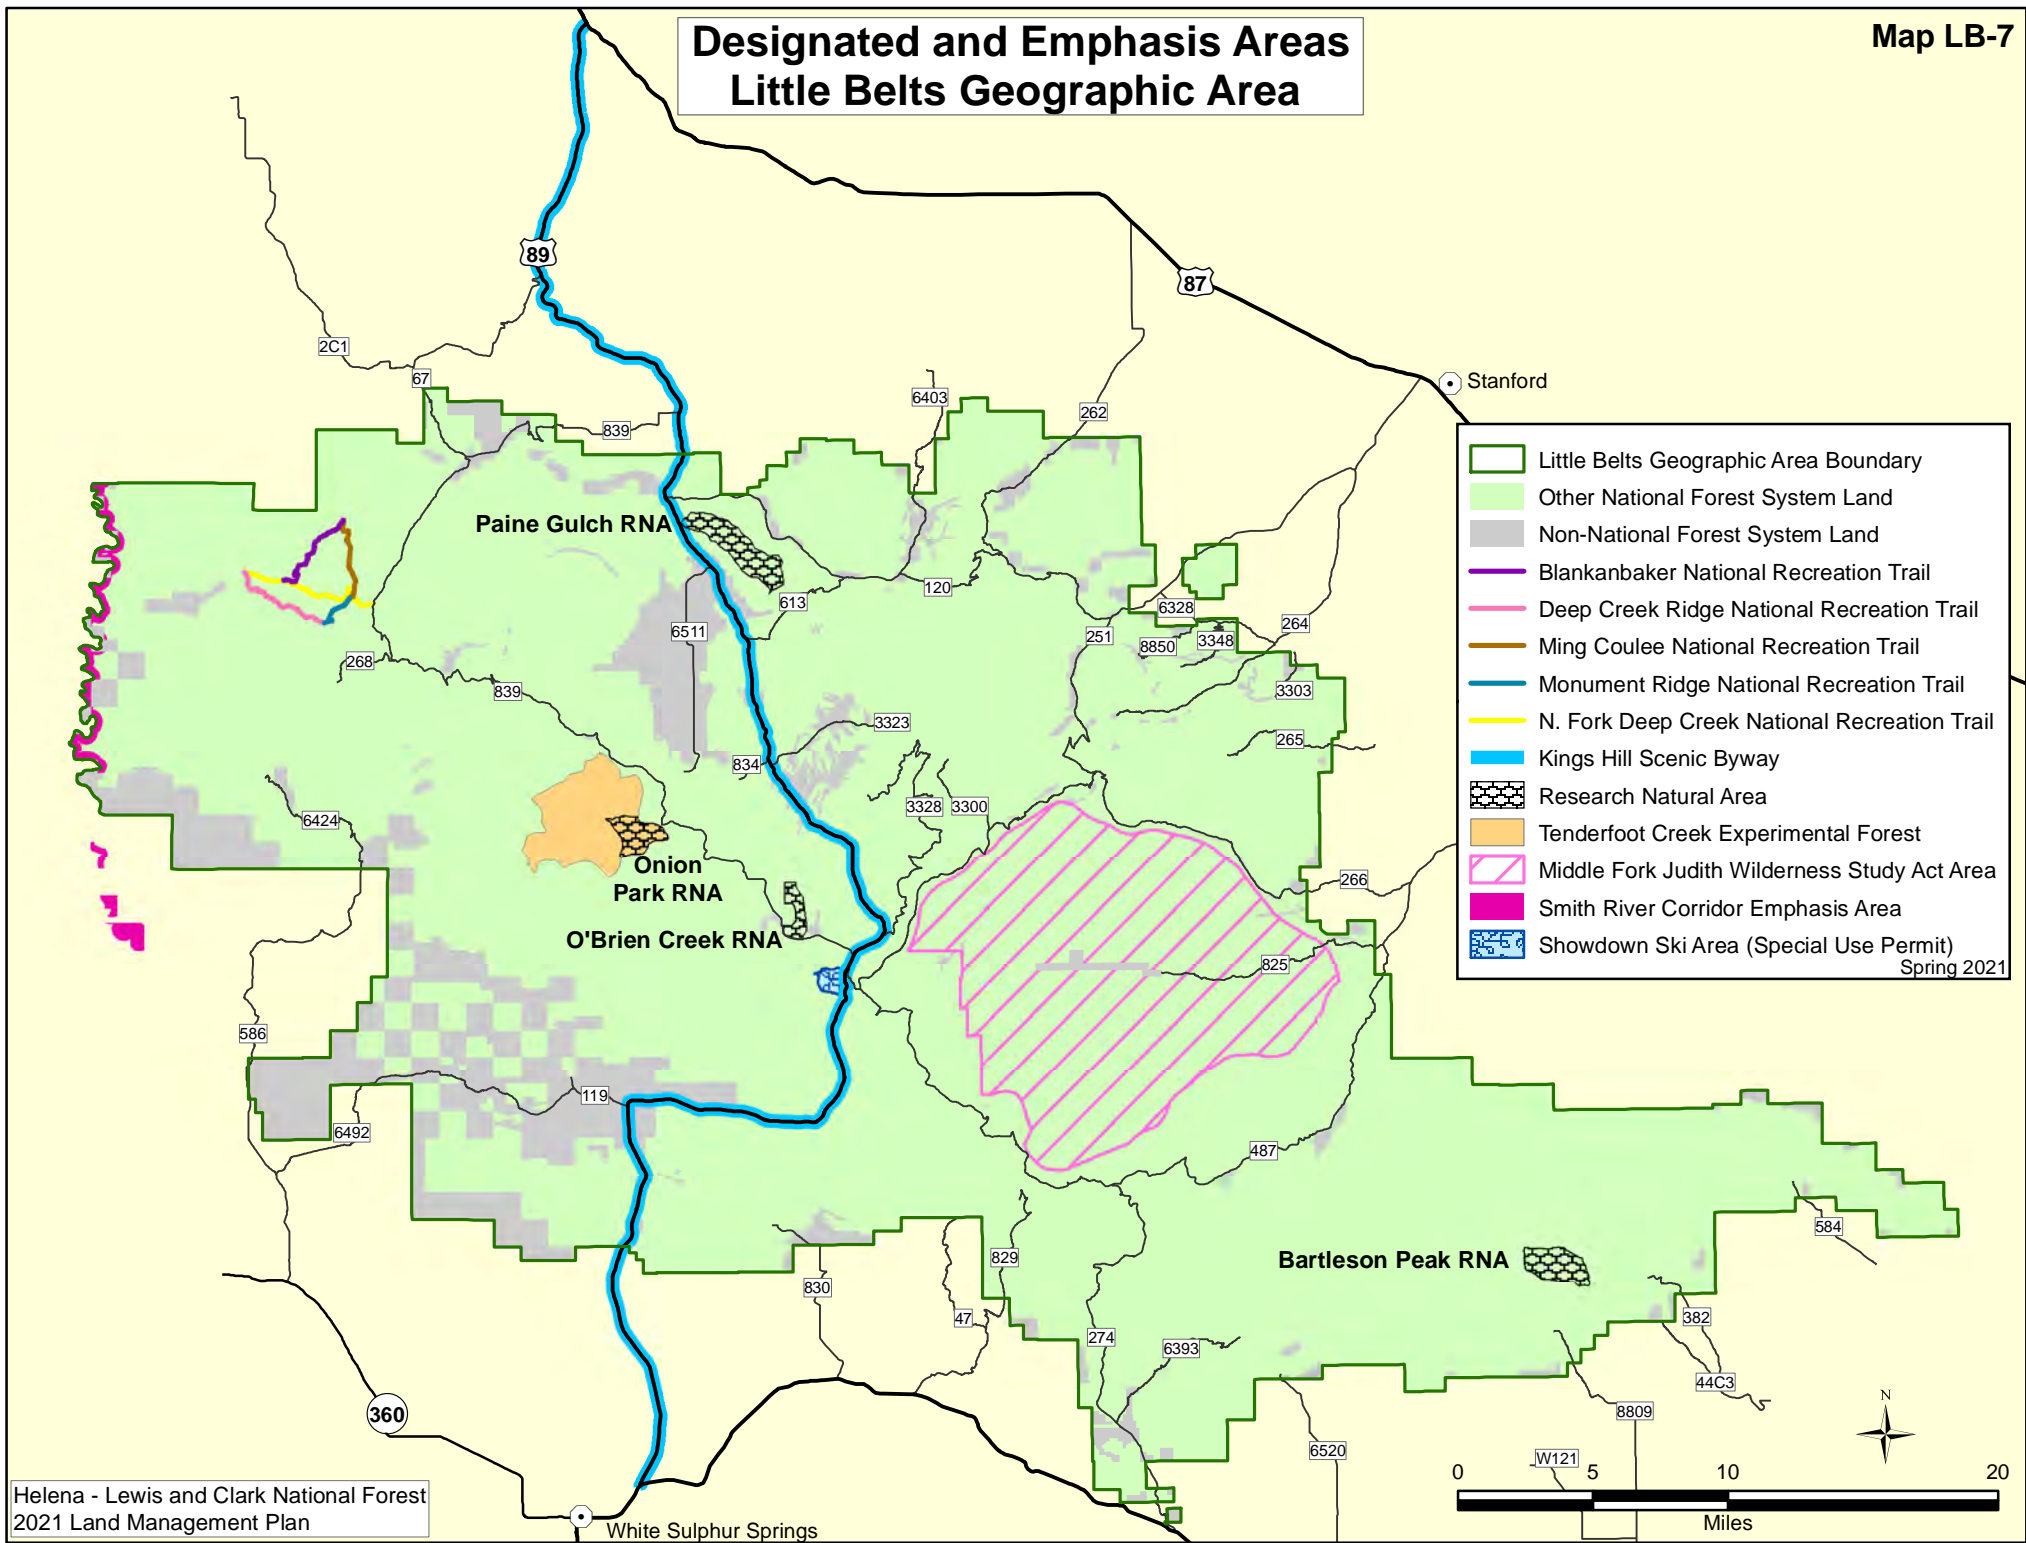 Designated and Emphasis Areas
Little Belts Geographic Area
Map LB-7
89
87
2C1
67
Stanford
6403
262
839
Little Belts Geographic Area Boundary
Other National Forest System Land
Non-National Forest System Land
Blankanbaker National Recreation Trail
Deep Creek Ridge National Recreation Trail
Ming Coulee National Recreation Trail
Monument Ridge National Recreation Trail
N. Fork Deep Creek National Recreation Trail
Kings Hill Scenic Byway
Research Natural Area
Tenderfoot Creek Experimental Forest
Middle Fork Judith Wilderness Study Act Area
Smith River Corridor Emphasis Area
Showdown Ski Area (Special Use Permit)
Spring 2021
Paine Gulch RNA
120
613
6328
264
6511
251
8850
3348
268
839
3303
3323
265
834
3328
3300
6424
Onion
Park RNA
266
O'Brien Creek RNA
825
586
119
6492
487
584
829
Bartleson Peak RNA
830
47
382
274
6393
44C3
360
8809
6520
W121
N
0 5 10 20
Miles
Helena - Lewis and Clark National Forest
2021 Land Management Plan
White Sulphur Springs